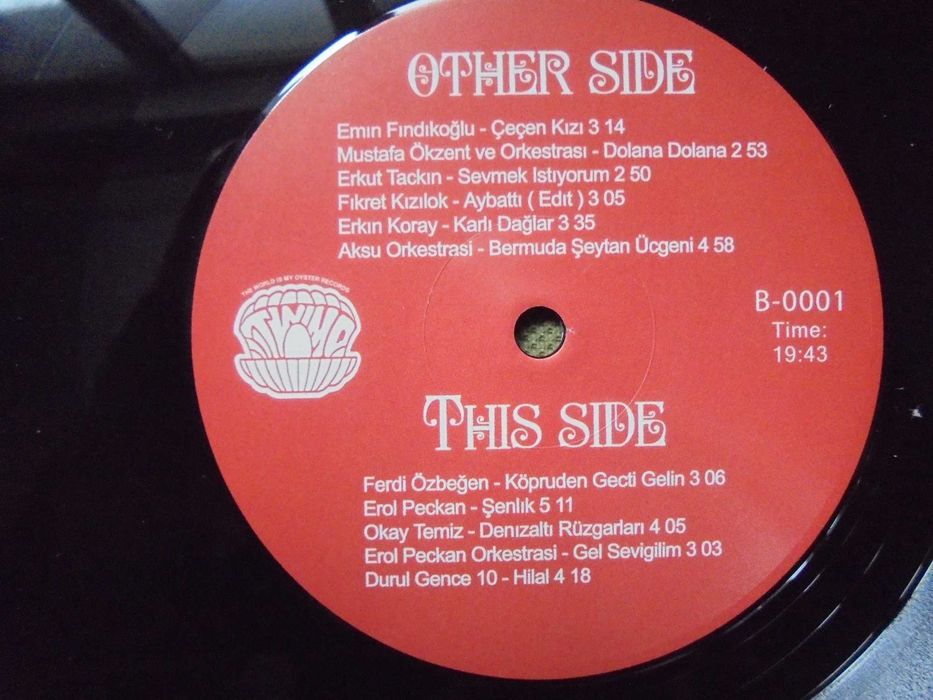 OTHER SIDE
Emın Fındıkoğlu - Çeçen Kızı 3 14
Mustafa Ökzent ve Orkestrası - Dolana Dolana 2 53
Erkut Tackın - Sevmek Istıyorum 2 50
Fıkret Kızılok - Aybattı ( Edıt ) 3 05
Erkın Koray - Karlı Dağlar 3 35
Aksu Orkestrasi - Bermuda Şeytan Ücgeni 4 58
THE WORLD IS MY OYSTER RECORDS
TWIMO
B-0001
Time:
19:43
THIS SIDE
Ferdi Özbeğen - Köpruden Gecti Gelin 3 06
Erol Peckan - Şenlık 5 11
Okay Temiz - Denızaltı Rüzgarları 4 05
Erol Peckan Orkestrasi - Gel Sevigilim 3 03
Durul Gence 10 - Hilal 4 18